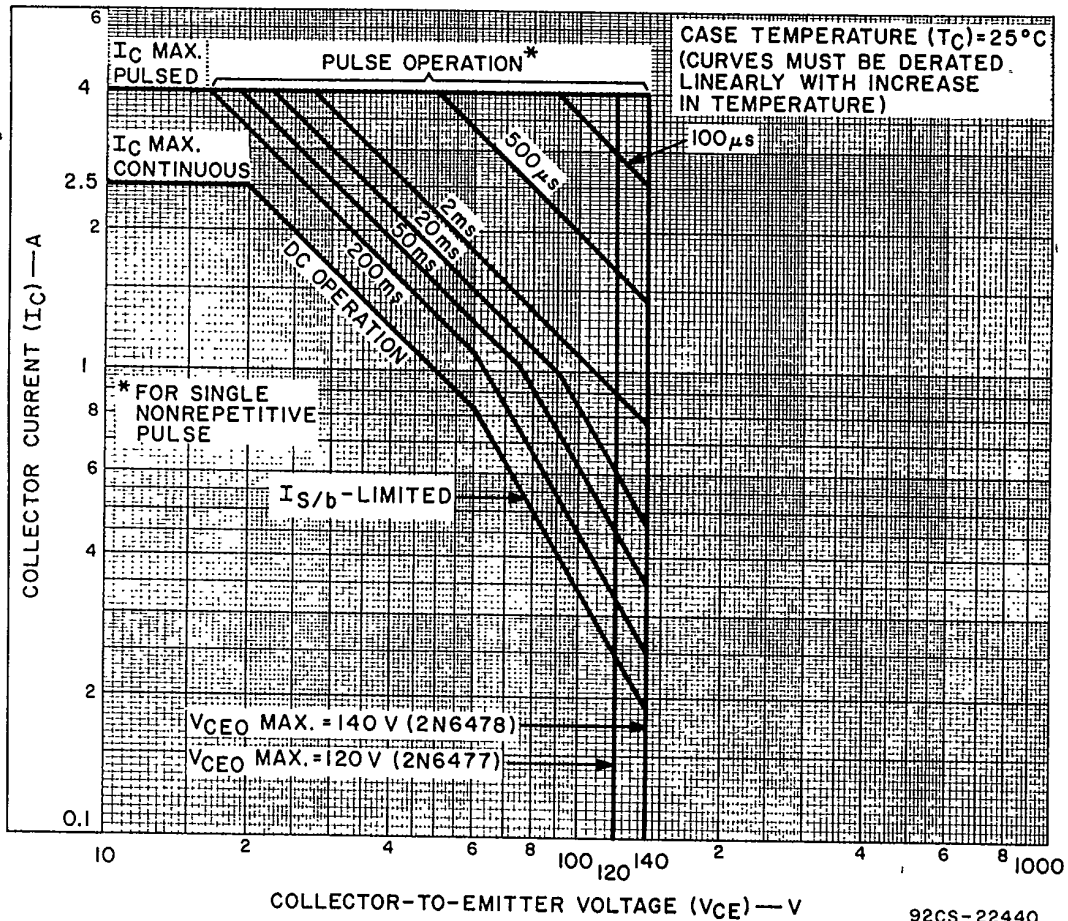 6
4
2.5
2
1
8
6
4
2
0.1
COLLECTOR CURRENT (IC) — A
IC MAX.
PULSED
PULSE OPERATION*
CASE TEMPERATURE (TC)=25°C
(CURVES MUST BE DERATED
LINEARLY WITH INCREASE
IN TEMPERATURE)
IC MAX.
CONTINUOUS
100μs
500μs
2ms
20ms
50ms
200ms
DC OPERATION
*FOR SINGLE
NONREPETITIVE
PULSE
IS/b-LIMITED
VCEO MAX. = 140 V (2N6478)
VCEO MAX. = 120 V (2N6477)
10 2 4 6 8 100 120 140 2 4 6 8 1000
COLLECTOR-TO-EMITTER VOLTAGE (VCE) — V
92CS-22440